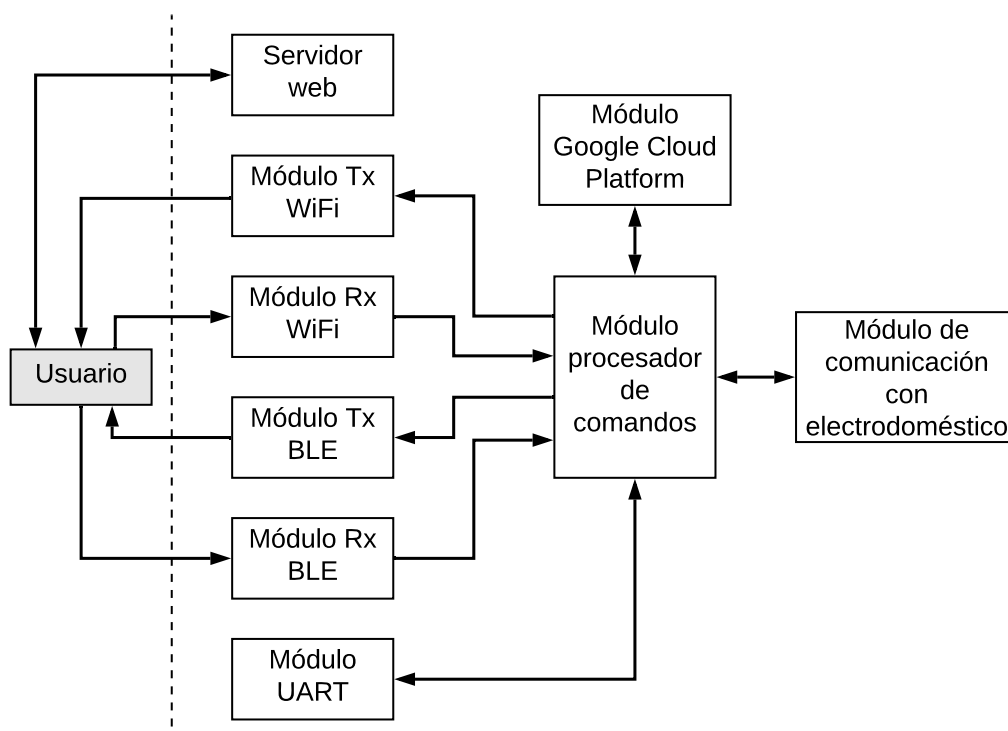 Servidor
web
Módulo
Google Cloud
Platform
Módulo Tx
WiFi
Módulo Rx
WiFi
Módulo
procesador
de
comandos
Módulo de
comunicación
con
electrodoméstico
Usuario
Módulo Tx
BLE
Módulo Rx
BLE
Módulo
UART